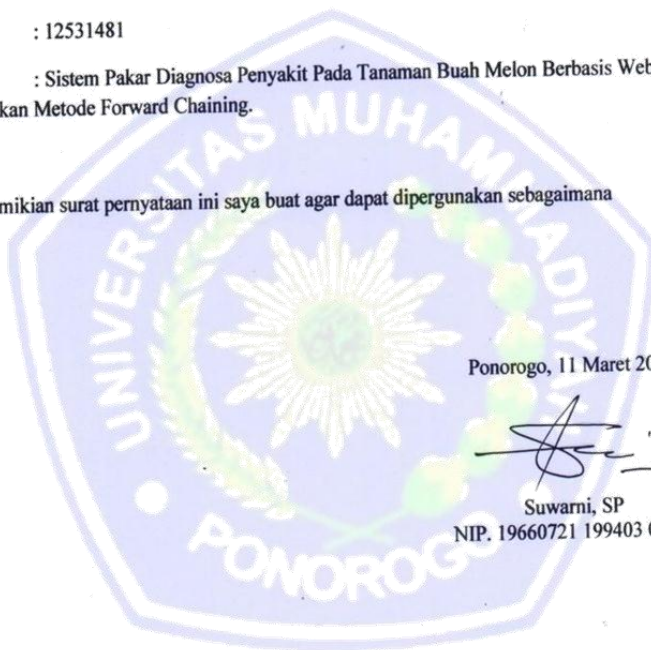 : 12531481
: Sistem Pakar Diagnosa Penyakit Pada Tanaman Buah Melon Berbasis Web
kan Metode Forward Chaining.
mikian surat pernyataan ini saya buat agar dapat dipergunakan sebagaimana
UNIVERSITAS MUHAMMADIYAH
PONOROGO
Ponorogo, 11 Maret 20
Suwarni, SP
NIP. 19660721 199403